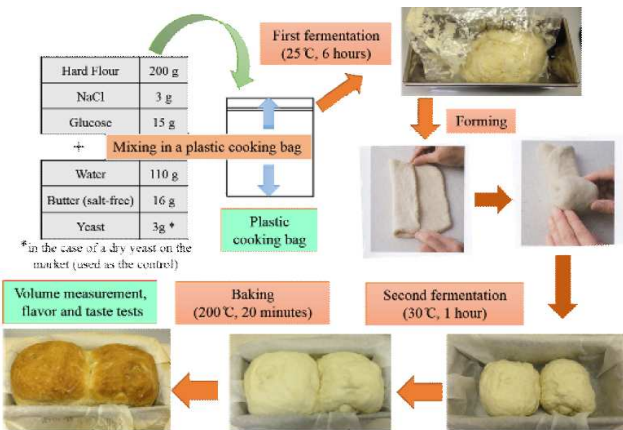 First fermentation
(25℃, 6 hours)
Hard Flour 200 g
NaCl 3 g
Glucose 15 g
+
Mixing in a plastic cooking bag
Water 110 g
Butter (salt-free) 16 g
Yeast 3g *
*in the case of a dry yeast on the
market (used as the control)
Plastic
cooking bag
Forming
Second fermentation
(30℃, 1 hour)
Baking
(200℃, 20 minutes)
Volume measurement,
flavor and taste tests